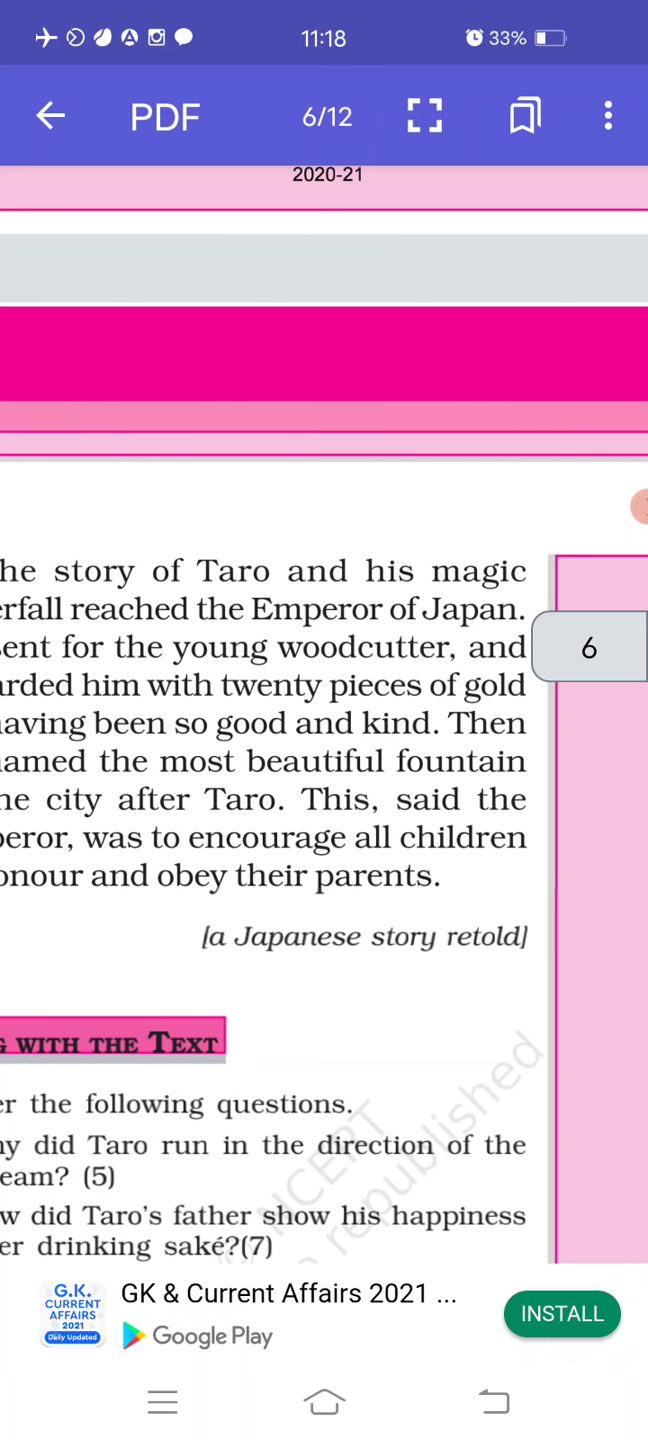 11:18
33%
PDF
6/12
2020-21
he story of Taro and his magic
erfall reached the Emperor of Japan.
ent for the young woodcutter, and
6
arded him with twenty pieces of gold
aving been so good and kind. Then
amed the most beautiful fountain
he city after Taro. This, said the
eror, was to encourage all children
onour and obey their parents.
[a Japanese story retold]
G WITH THE TEXT
er the following questions.
y did Taro run in the direction of the
eam? (5)
w did Taro's father show his happiness
er drinking saké?(7)
© NCERT
republished
G.K.
CURRENT
AFFAIRS
2021
Daily Updated
GK & Current Affairs 2021 ...
Google Play
INSTALL